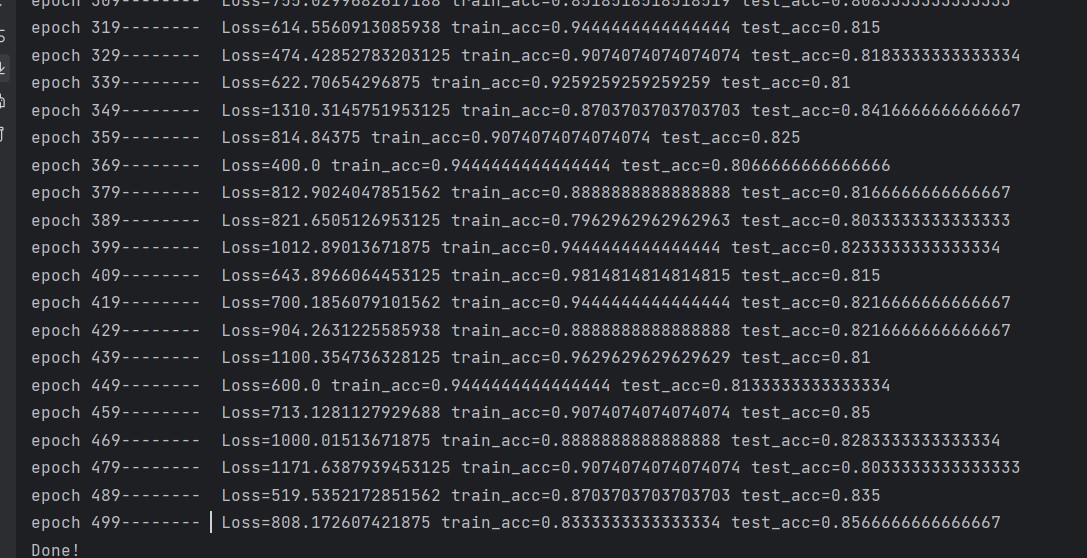 epoch 309-------- Loss=755.0299682617188 train_acc=0.8518518518518519 test_acc=0.8083333333333333
epoch 319-------- Loss=614.5560913085938 train_acc=0.9444444444444444 test_acc=0.815
epoch 329-------- Loss=474.42852783203125 train_acc=0.9074074074074074 test_acc=0.8183333333333334
epoch 339-------- Loss=622.70654296875 train_acc=0.9259259259259259 test_acc=0.81
epoch 349-------- Loss=1310.3145751953125 train_acc=0.8703703703703703 test_acc=0.8416666666666667
epoch 359-------- Loss=814.84375 train_acc=0.9074074074074074 test_acc=0.825
epoch 369-------- Loss=400.0 train_acc=0.9444444444444444 test_acc=0.8066666666666666
epoch 379-------- Loss=812.9024047851562 train_acc=0.8888888888888888 test_acc=0.8166666666666667
epoch 389-------- Loss=821.6505126953125 train_acc=0.7962962962962963 test_acc=0.8033333333333333
epoch 399-------- Loss=1012.89013671875 train_acc=0.9444444444444444 test_acc=0.8233333333333334
epoch 409-------- Loss=643.8966064453125 train_acc=0.9814814814814815 test_acc=0.815
epoch 419-------- Loss=700.1856079101562 train_acc=0.9444444444444444 test_acc=0.8216666666666667
epoch 429-------- Loss=904.2631225585938 train_acc=0.8888888888888888 test_acc=0.8216666666666667
epoch 439-------- Loss=1100.354736328125 train_acc=0.9629629629629629 test_acc=0.81
epoch 449-------- Loss=600.0 train_acc=0.9444444444444444 test_acc=0.8133333333333334
epoch 459-------- Loss=713.1281127929688 train_acc=0.9074074074074074 test_acc=0.85
epoch 469-------- Loss=1000.01513671875 train_acc=0.8888888888888888 test_acc=0.8283333333333334
epoch 479-------- Loss=1171.6387939453125 train_acc=0.9074074074074074 test_acc=0.8033333333333333
epoch 489-------- Loss=519.5352172851562 train_acc=0.8703703703703703 test_acc=0.835
epoch 499-------- Loss=808.172607421875 train_acc=0.8333333333333334 test_acc=0.8566666666666667
Done!